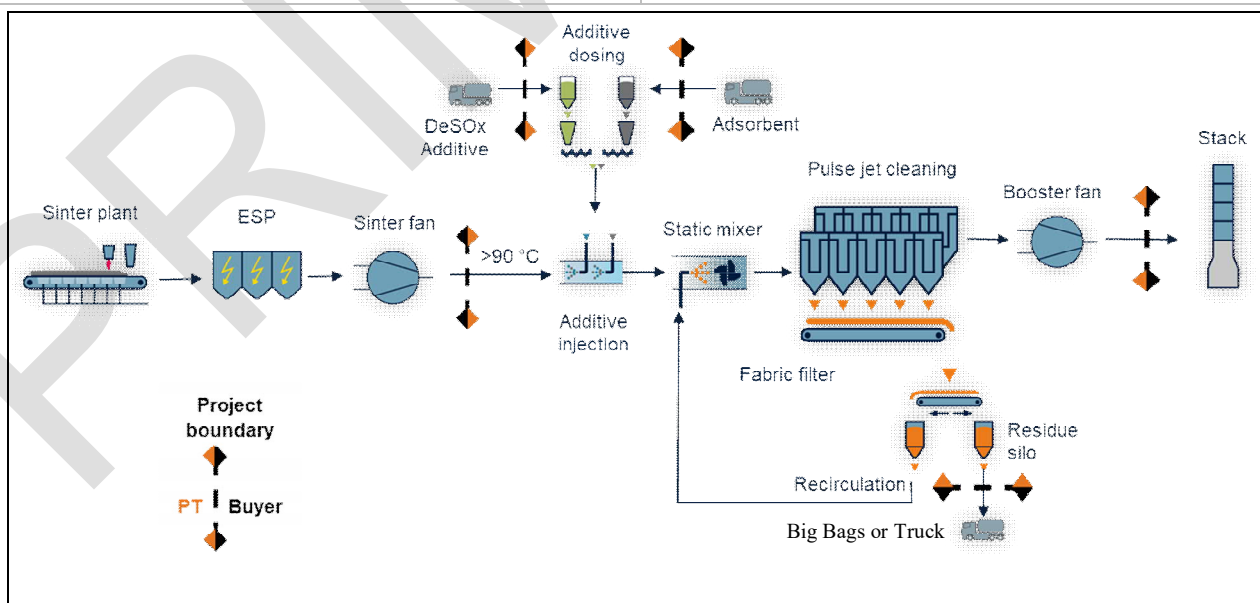 Additive
dosing
DeSOx
Additive
Adsorbent
Stack
Pulse jet cleaning
Booster fan
Sinter plant
ESP
Sinter fan
Static mixer
>90 °C
Additive
injection
Fabric filter
Project
boundary
PT
Buyer
Residue
silo
Recirculation
Big Bags or Truck